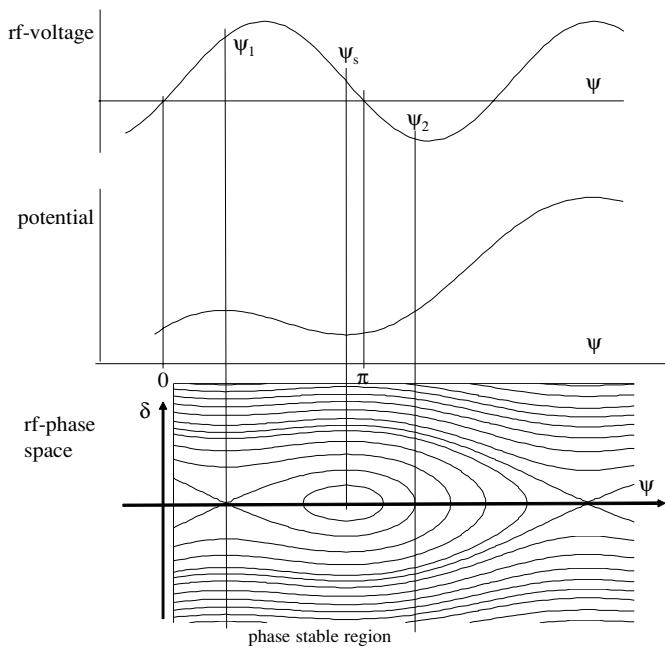 rf-voltage
ψ₁
ψₛ
ψ
ψ₂
potential
ψ
0
π
rf-phase
space
δ
ψ
phase stable region